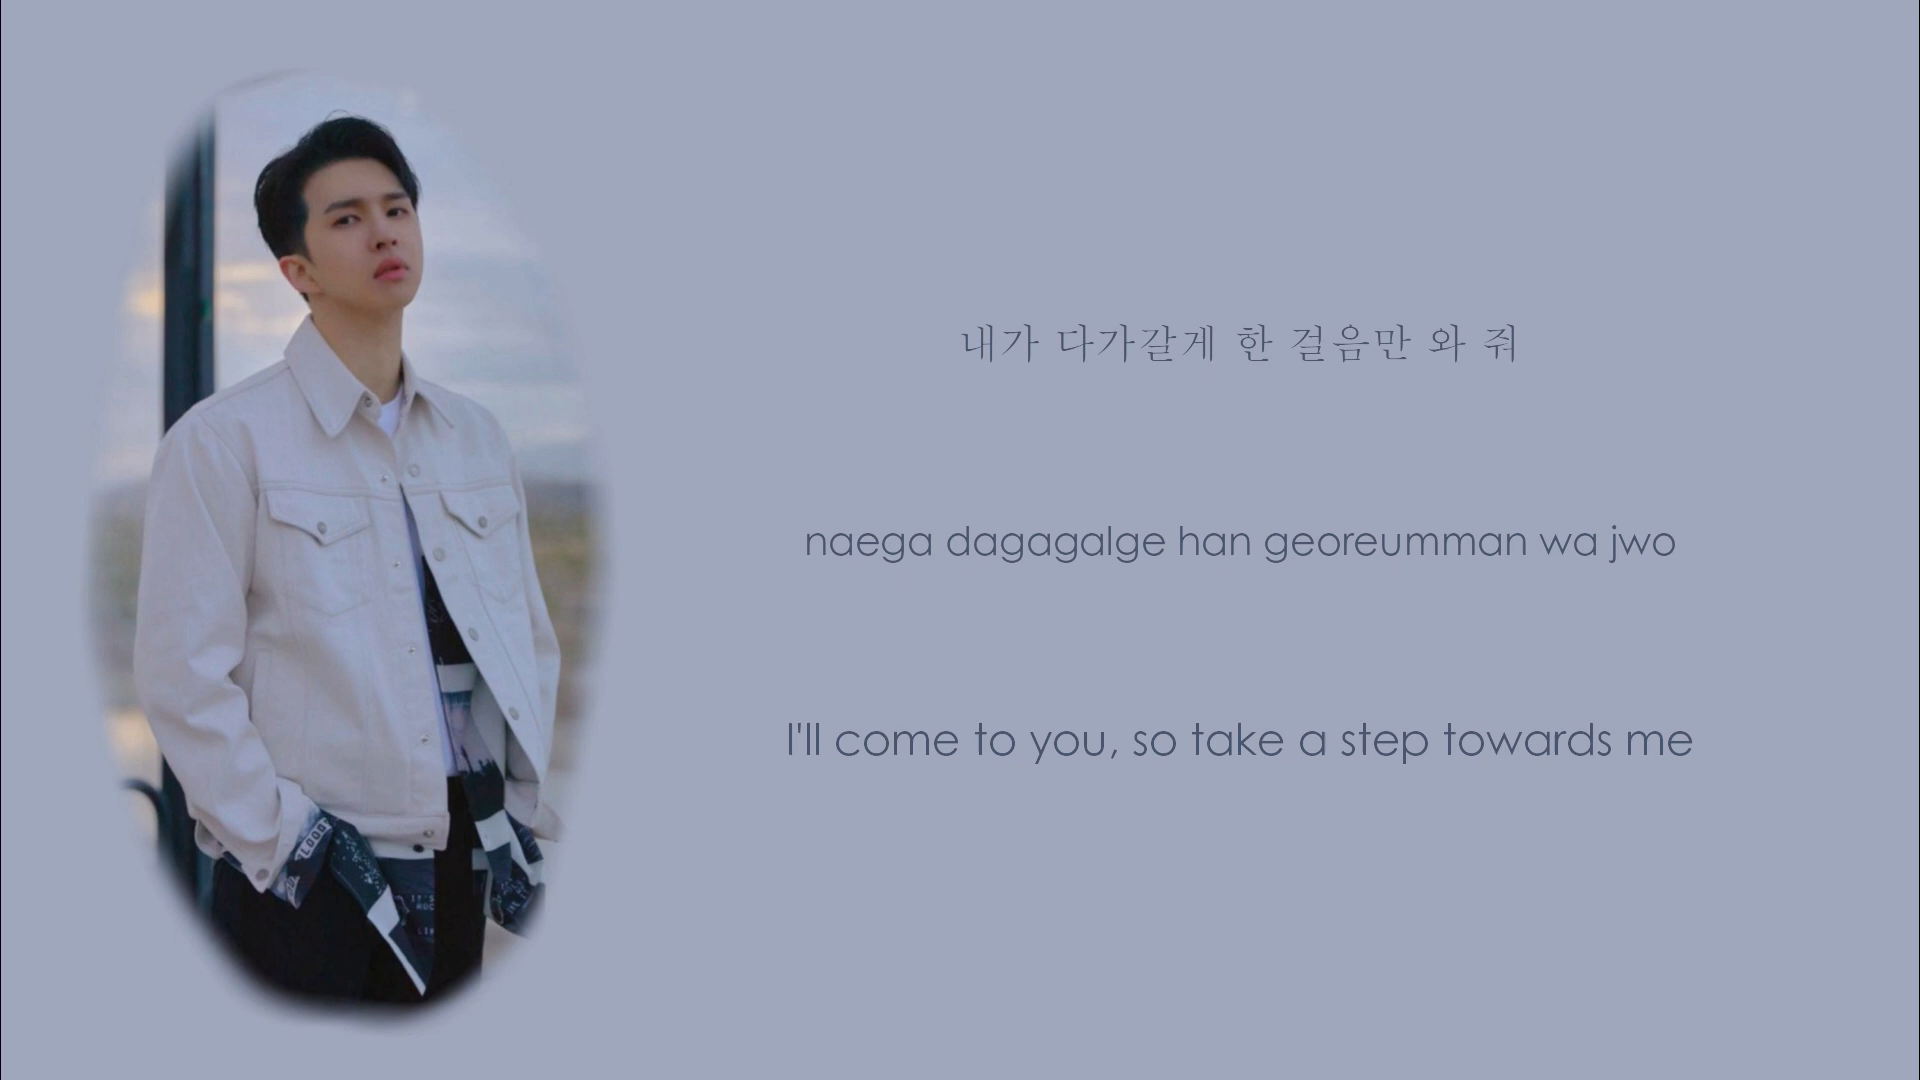 내가 다가갈게 한 걸음만 와 줘
naega dagagalge han georeumman wa jwo
I'll come to you, so take a step towards me